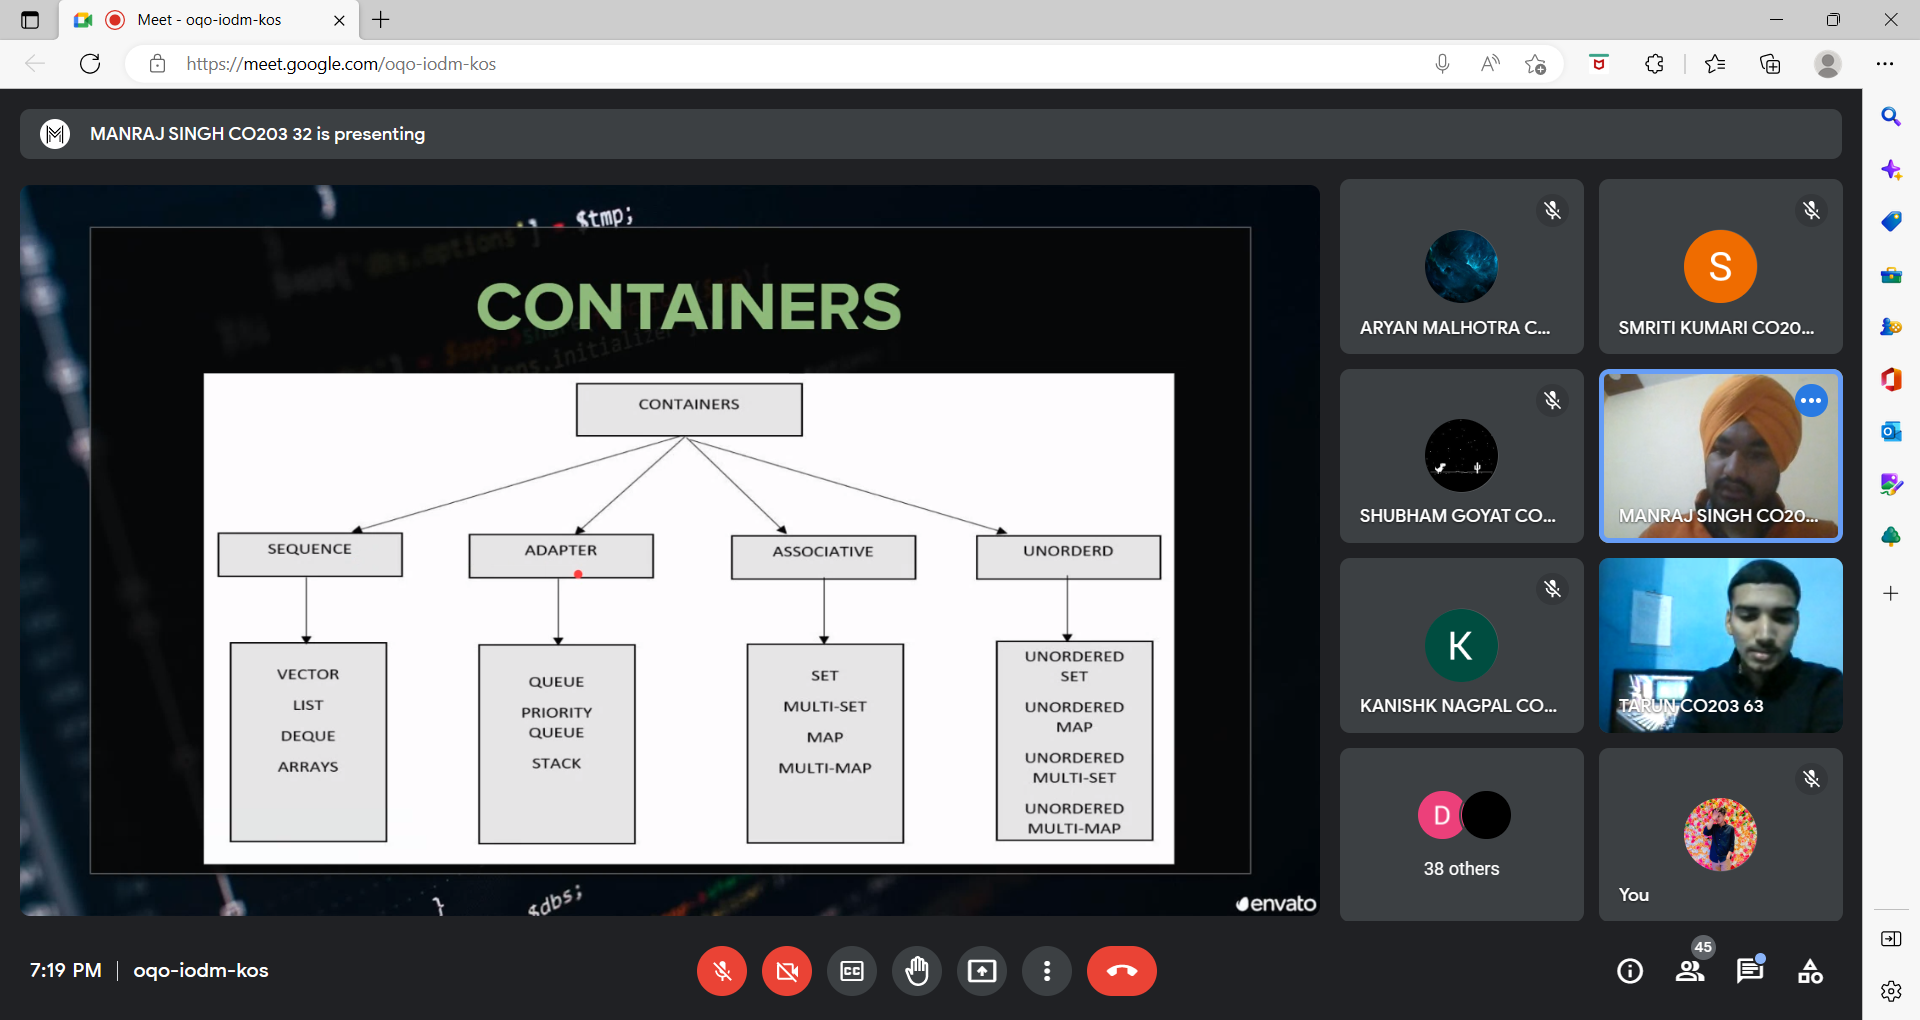 Meet - oqo-iodm-kos
https://meet.google.com/oqo-iodm-kos
MANRAJ SINGH CO203 32 is presenting
$tmp;
CONTAINERS
CONTAINERS
SEQUENCE
ADAPTER
ASSOCIATIVE
UNORDERD
VECTOR
LIST
DEQUE
ARRAYS
QUEUE
PRIORITY
QUEUE
STACK
SET
MULTI-SET
MAP
MULTI-MAP
UNORDERED
SET
UNORDERED
MAP
UNORDERED
MULTI-SET
UNORDERED
MULTI-MAP
$dbs;
envato
ARYAN MALHOTRA C...
S
SMRITI KUMARI CO20...
SHUBHAM GOYAT CO...
MANRAJ SINGH CO20...
K
KANISHK NAGPAL CO...
TARUN CO203 63
D
38 others
You
7:19 PM | oqo-iodm-kos
CC
45